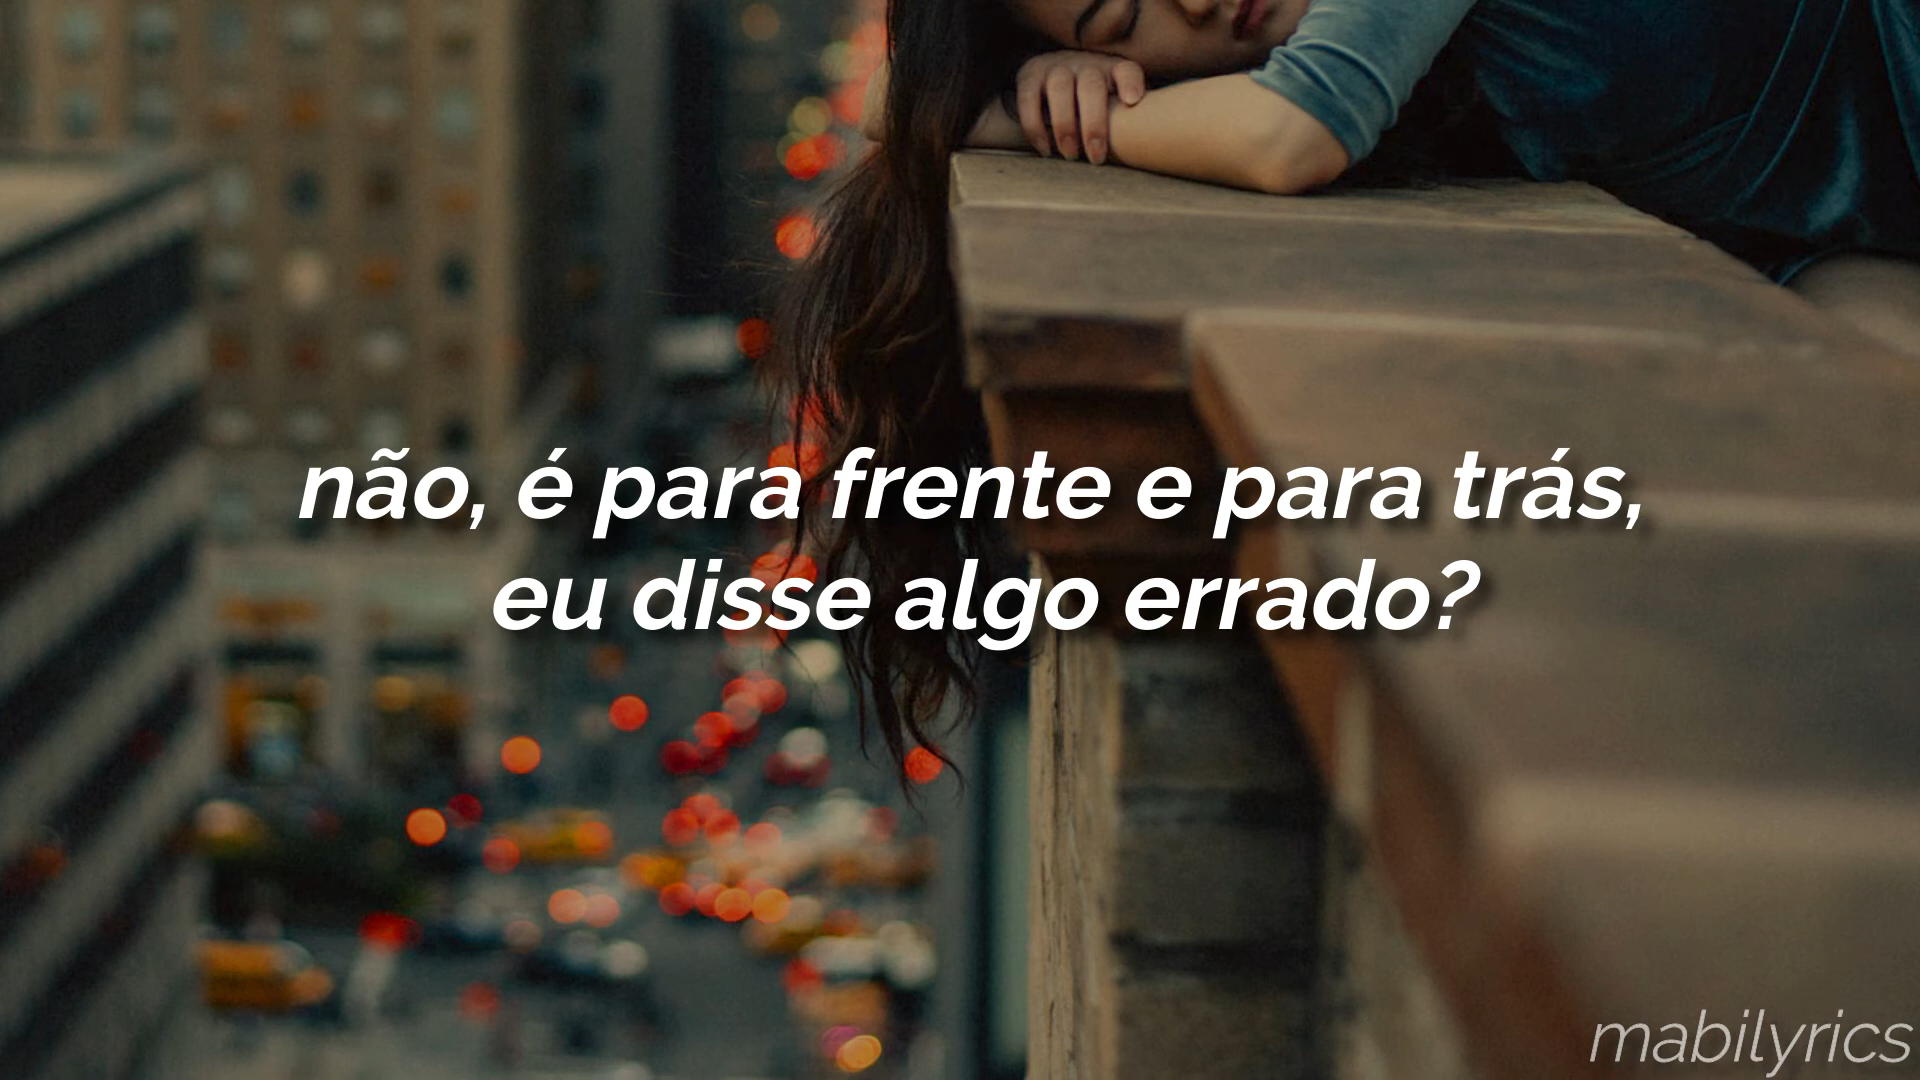 não, é para frente e para trás,
eu disse algo errado?
mabilyrics